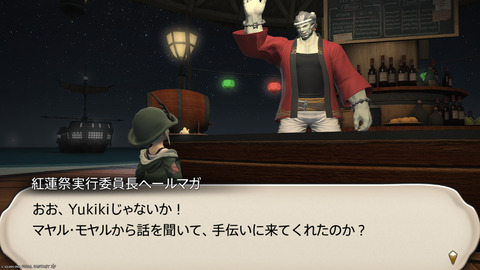 紅蓮祭実行委員長ヘールマガ
おお、Yukikiじゃないか！
マヤル・モヤルから話を聞いて、手伝いに来てくれたのか？